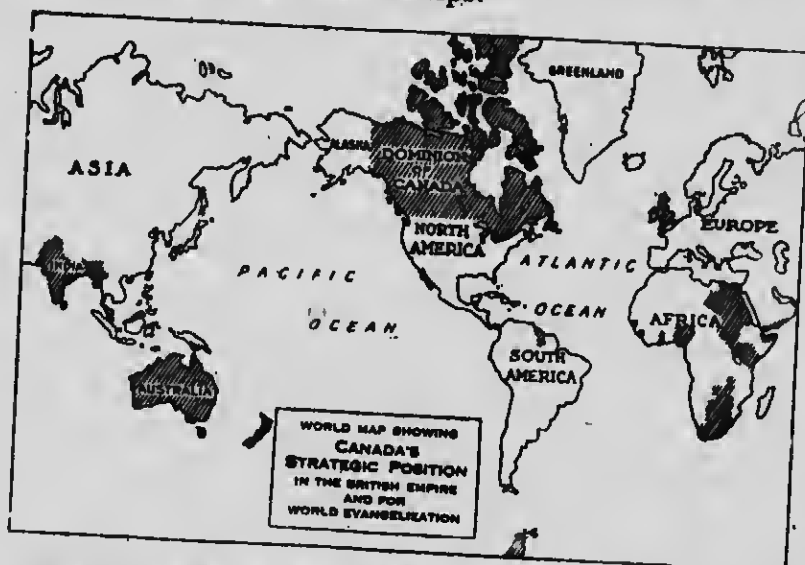 GREENLAND
ALASKA
DOMINION
OF
CANADA
ASIA
NORTH
AMERICA
EUROPE
INDIA
PACIFIC
OCEAN
ATLANTIC
OCEAN
AFRICA
SOUTH
AMERICA
AUSTRALIA
WORLD MAP SHOWING
CANADA'S
STRATEGIC POSITION
IN THE BRITISH EMPIRE
AND FOR
WORLD EVANGELIZATION